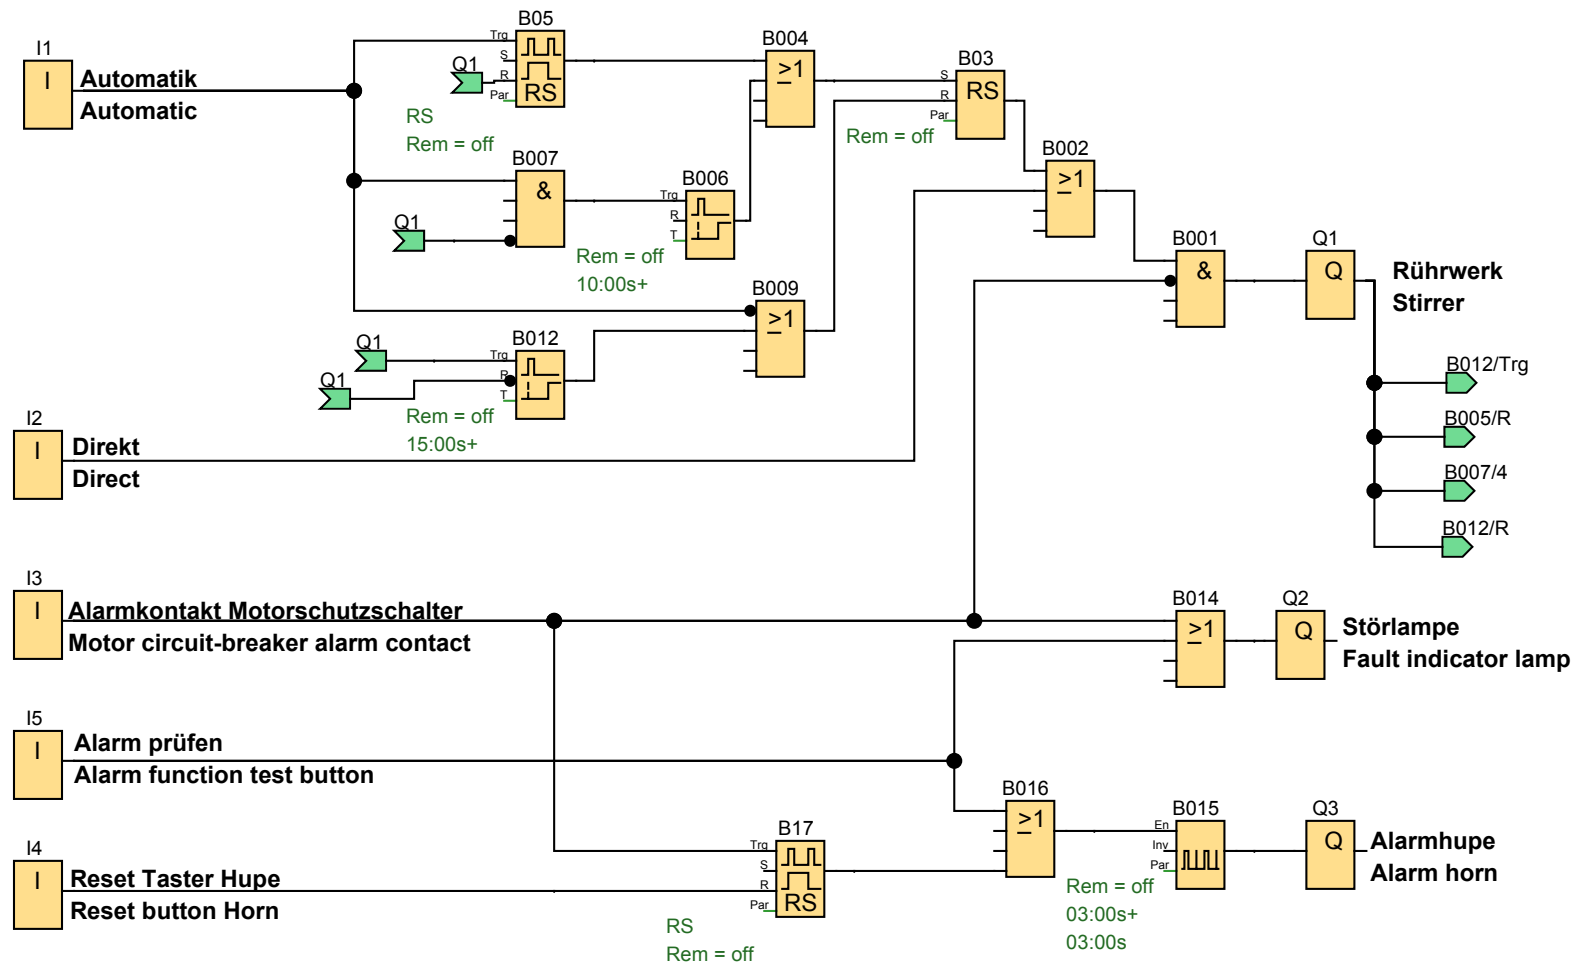 I1
I
Automatik
Automatic
B05
Trg
S
R
Par
RS
Q1
RS
Rem = off
B004
≥1
B03
S
R
Par
RS
Rem = off
B007
&
Q1
B006
Trg
R
T
Rem = off
10:00s+
B002
≥1
B009
≥1
B012
Trg
R
T
Q1
Q1
Rem = off
15:00s+
B001
&
Q1
Q
Rührwerk
Stirrer
B012/Trg
B005/R
B007/4
B012/R
I2
I
Direkt
Direct
I3
I
Alarmkontakt Motorschutzschalter
Motor circuit-breaker alarm contact
B014
≥1
Q2
Q
Störlampe
Fault indicator lamp
I5
I
Alarm prüfen
Alarm function test button
B016
≥1
B015
En
Inv
Par
Rem = off
03:00s+
03:00s
Q3
Q
Alarmhupe
Alarm horn
I4
I
Reset Taster Hupe
Reset button Horn
B17
Trg
S
R
Par
RS
RS
Rem = off